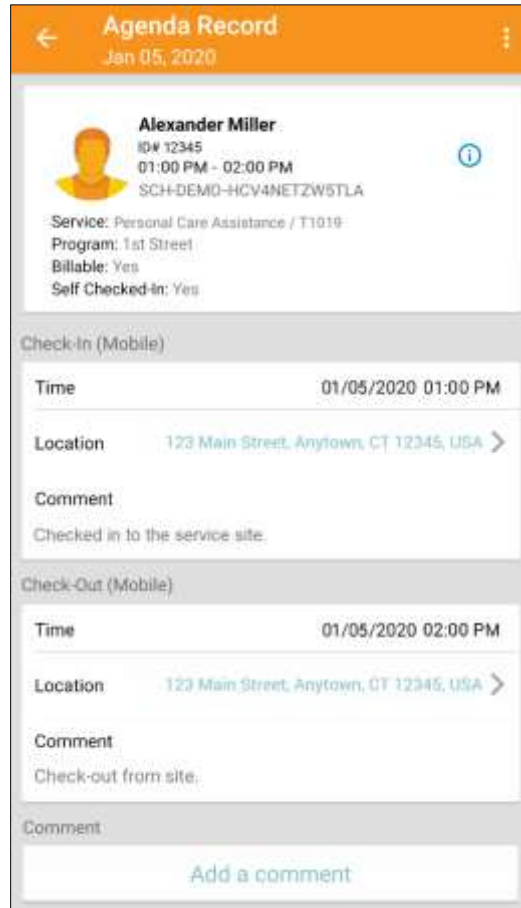 Agenda Record
Jan 05, 2020
Alexander Miller
ID# 12345
01:00 PM - 02:00 PM
SCH-DEMO-HCV4NETZW5TLA
Service: Personal Care Assistance / T1019
Program: 1st Street
Billable: Yes
Self Checked-In: Yes
Check-In (Mobile)
Time 01/05/2020 01:00 PM
Location 123 Main Street, Anytown, CT 12345, USA
Comment
Checked in to the service site.
Check-Out (Mobile)
Time 01/05/2020 02:00 PM
Location 123 Main Street, Anytown, CT 12345, USA
Comment
Check-out from site.
Comment
Add a comment